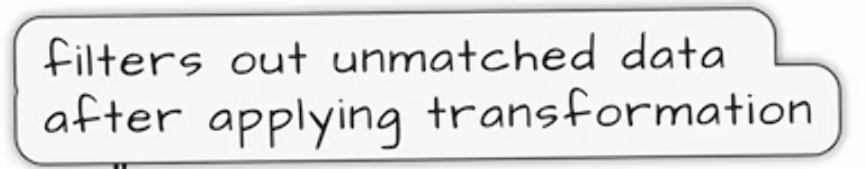 filters out unmatched data
after applying transformation